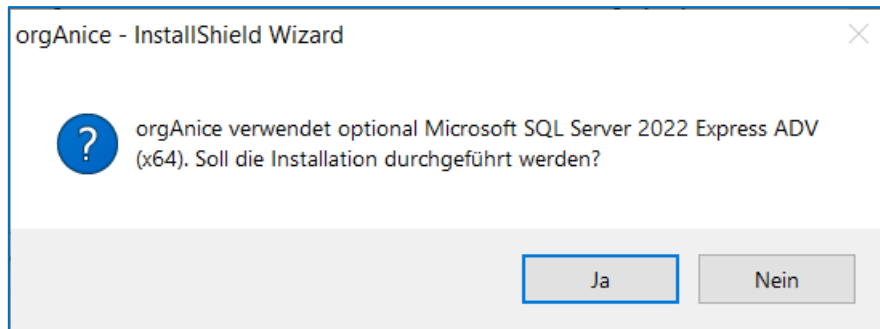 orgAnice - InstallShield Wizard
?
orgAnice verwendet optional Microsoft SQL Server 2022 Express ADV
(x64). Soll die Installation durchgeführt werden?
Ja
Nein